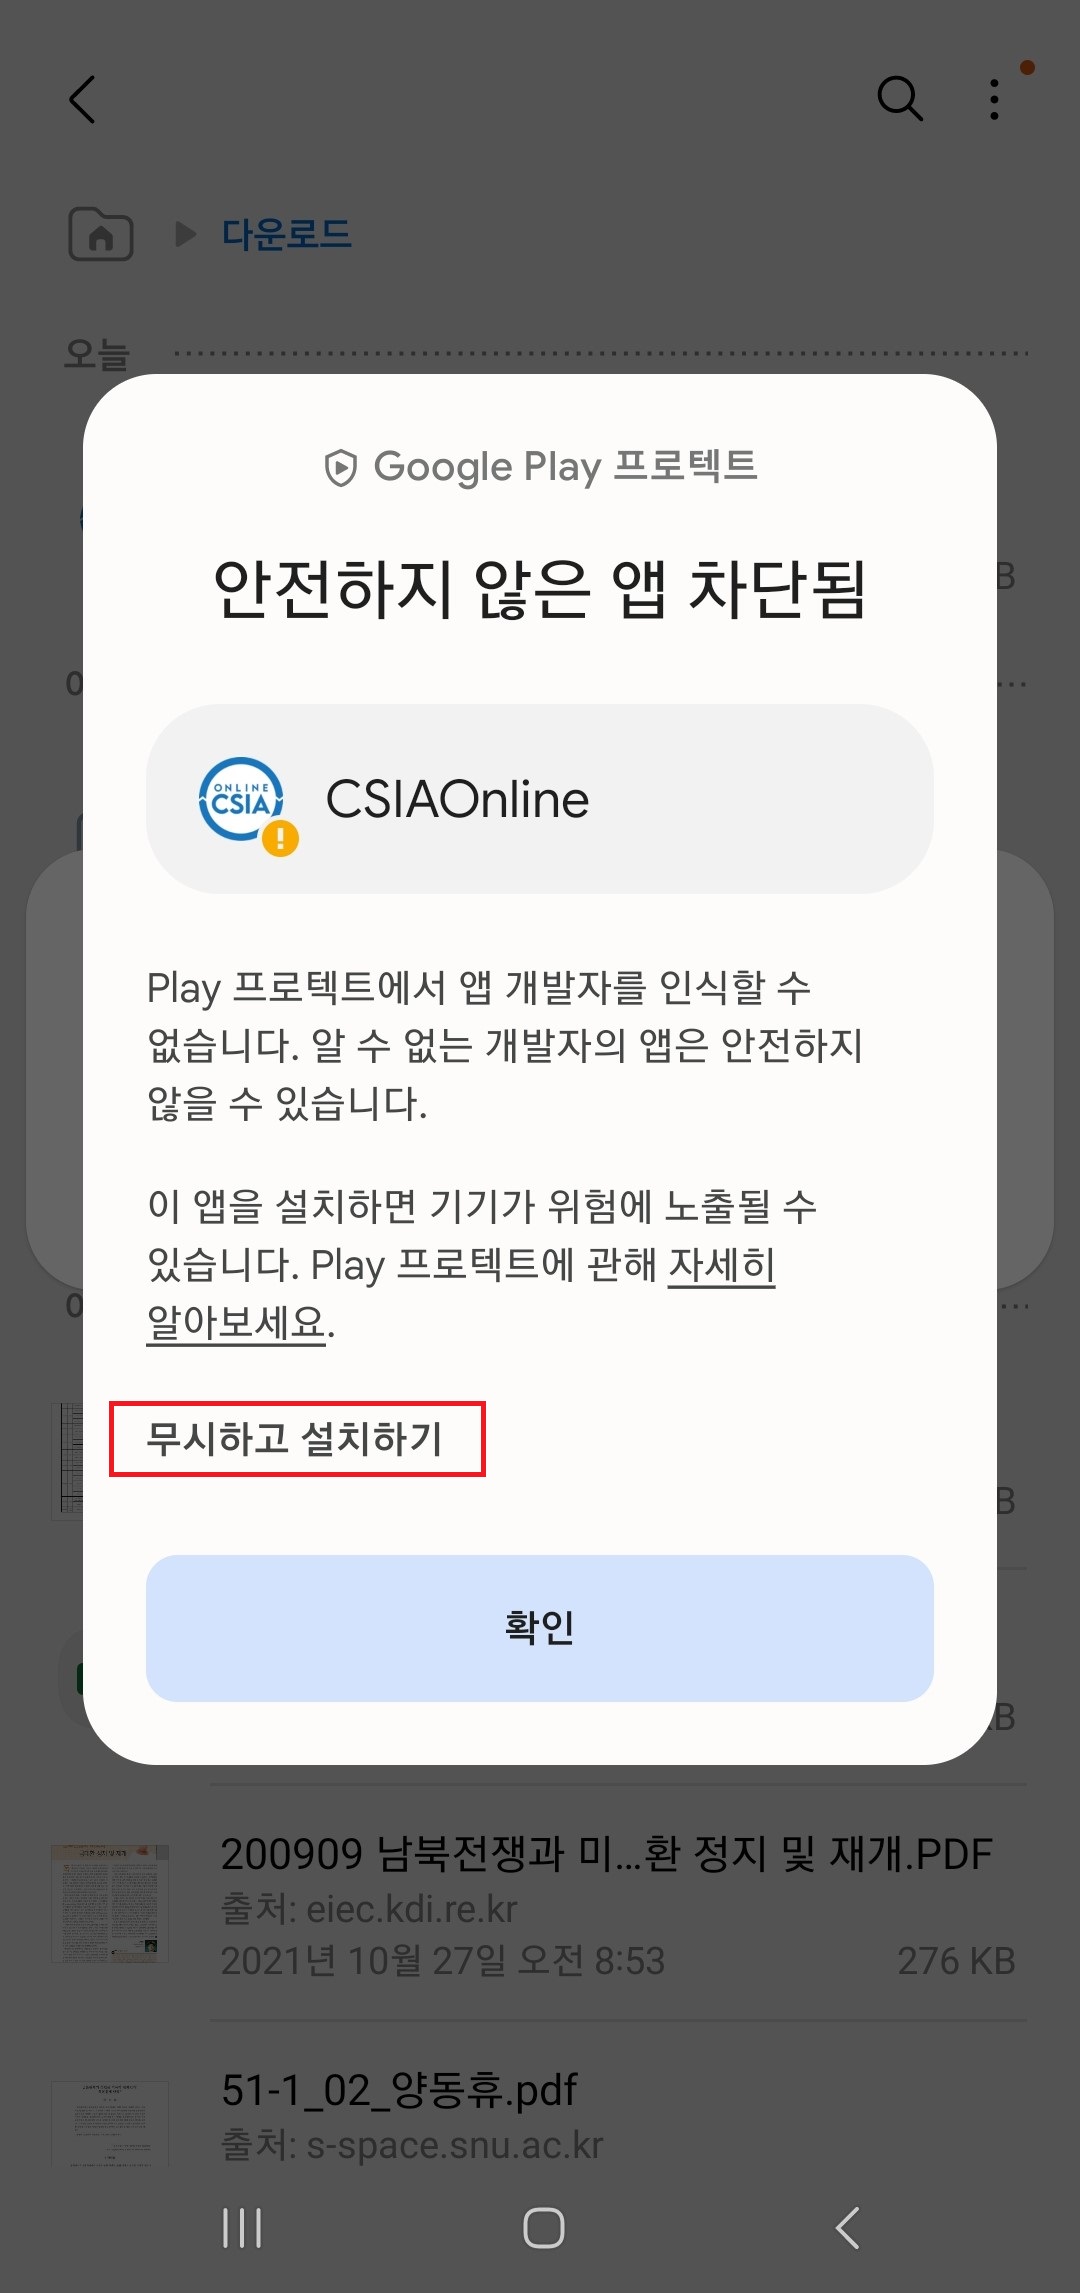 다운로드
오늘
Google Play 프로텍트
안전하지 않은 앱 차단됨
B
ONLINE
CSIA
CSIAOnline
Play 프로텍트에서 앱 개발자를 인식할 수
없습니다. 알 수 없는 개발자의 앱은 안전하지
않을 수 있습니다.
이 앱을 설치하면 기기가 위험에 노출될 수
있습니다. Play 프로텍트에 관해 자세히
알아보세요.
무시하고 설치하기
B
확인
KB
200909 남북전쟁과 미...환 정지 및 재개.PDF
출처: eiec.kdi.re.kr
2021년 10월 27일 오전 8:53 276 KB
51-1_02_양동휴.pdf
출처: s-space.snu.ac.kr